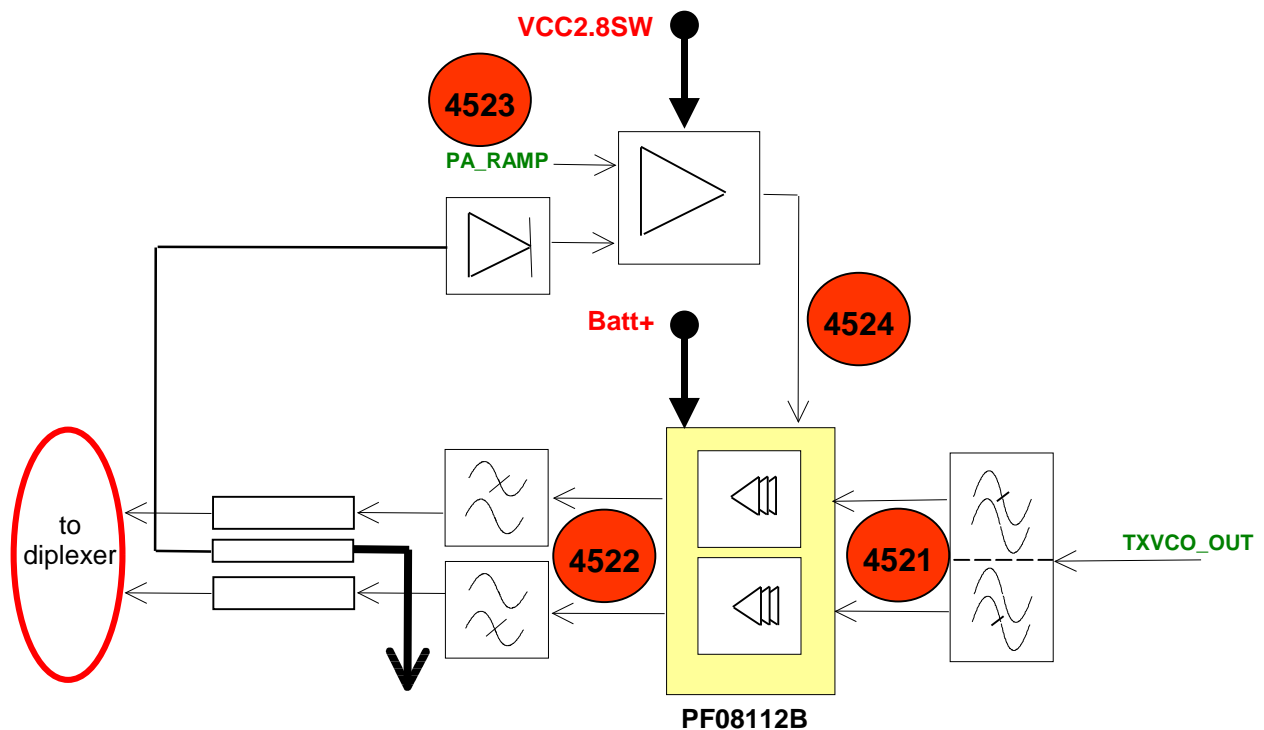 VCC2.8SW
4523
PA_RAMP
Batt+
4524
to
diplexer
4522
4521
TXVCO_OUT
PF08112B